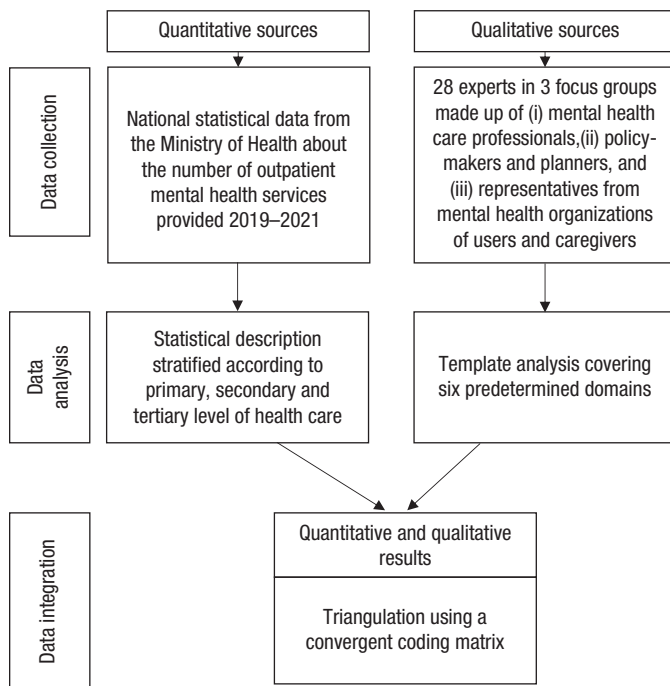 Quantitative sources
Qualitative sources
Data collection
National statistical data from
the Ministry of Health about
the number of outpatient
mental health services
provided 2019–2021
28 experts in 3 focus groups
made up of (i) mental health
care professionals,(ii) policy-
makers and planners, and
(iii) representatives from
mental health organizations
of users and caregivers
Data
analysis
Statistical description
stratified according to
primary, secondary and
tertiary level of health care
Template analysis covering
six predetermined domains
Data integration
Quantitative and qualitative
results
Triangulation using a
convergent coding matrix